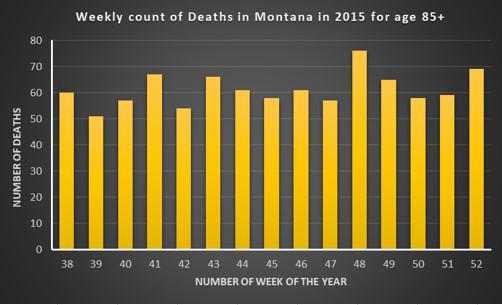 Weekly count of Deaths in Montana in 2015 for age 85+
80
70
60
50
40
30
20
10
0
NUMBER OF DEATHS
38 39 40 41 42 43 44 45 46 47 48 49 50 51 52
NUMBER OF WEEK OF THE YEAR